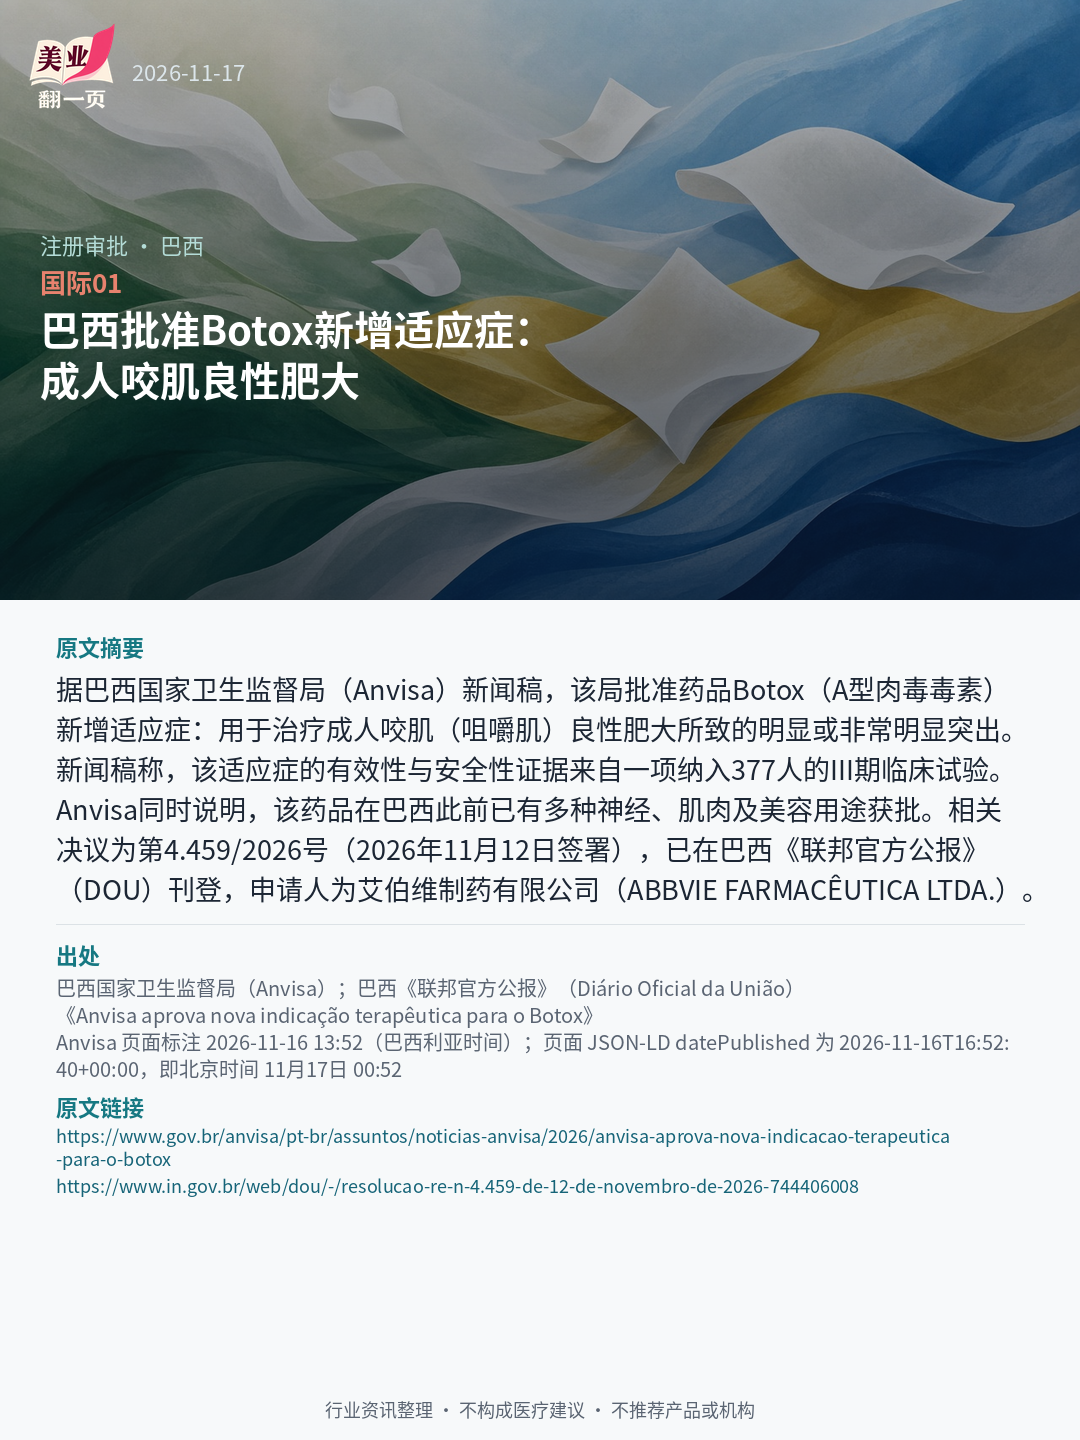 美业
翻一页
2026-11-17
注册审批 · 巴西
国际01
巴西批准Botox新增适应症：
成人咬肌良性肥大
原文摘要
据巴西国家卫生监督局（Anvisa）新闻稿，该局批准药品Botox（A型肉毒毒素）
新增适应症：用于治疗成人咬肌（咀嚼肌）良性肥大所致的明显或非常明显突出。
新闻稿称，该适应症的有效性与安全性证据来自一项纳入377人的III期临床试验。
Anvisa同时说明，该药品在巴西此前已有多种神经、肌肉及美容用途获批。相关
决议为第4.459/2026号（2026年11月12日签署），已在巴西《联邦官方公报》
（DOU）刊登，申请人为艾伯维制药有限公司（ABBVIE FARMACÊUTICA LTDA.）。
出处
巴西国家卫生监督局（Anvisa）；巴西《联邦官方公报》（Diário Oficial da União）
《Anvisa aprova nova indicação terapêutica para o Botox》
Anvisa 页面标注 2026-11-16 13:52（巴西利亚时间）；页面 JSON-LD datePublished 为 2026-11-16T16:52:
40+00:00，即北京时间 11月17日 00:52
原文链接
https://www.gov.br/anvisa/pt-br/assuntos/noticias-anvisa/2026/anvisa-aprova-nova-indicacao-terapeutica
-para-o-botox
https://www.in.gov.br/web/dou/-/resolucao-re-n-4.459-de-12-de-novembro-de-2026-744406008
行业资讯整理 · 不构成医疗建议 · 不推荐产品或机构